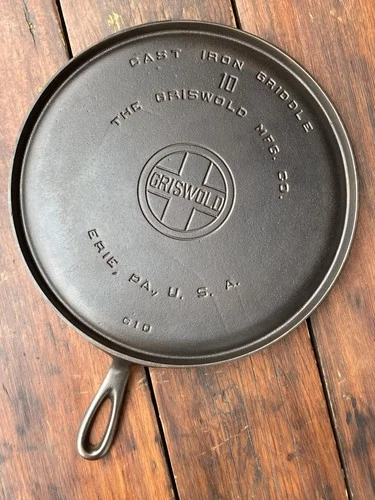 CAST IRON GRIDDLE
10
THE GRISWOLD MFG. CO.
GRISWOLD
ERIE, PA., U. S. A.
610